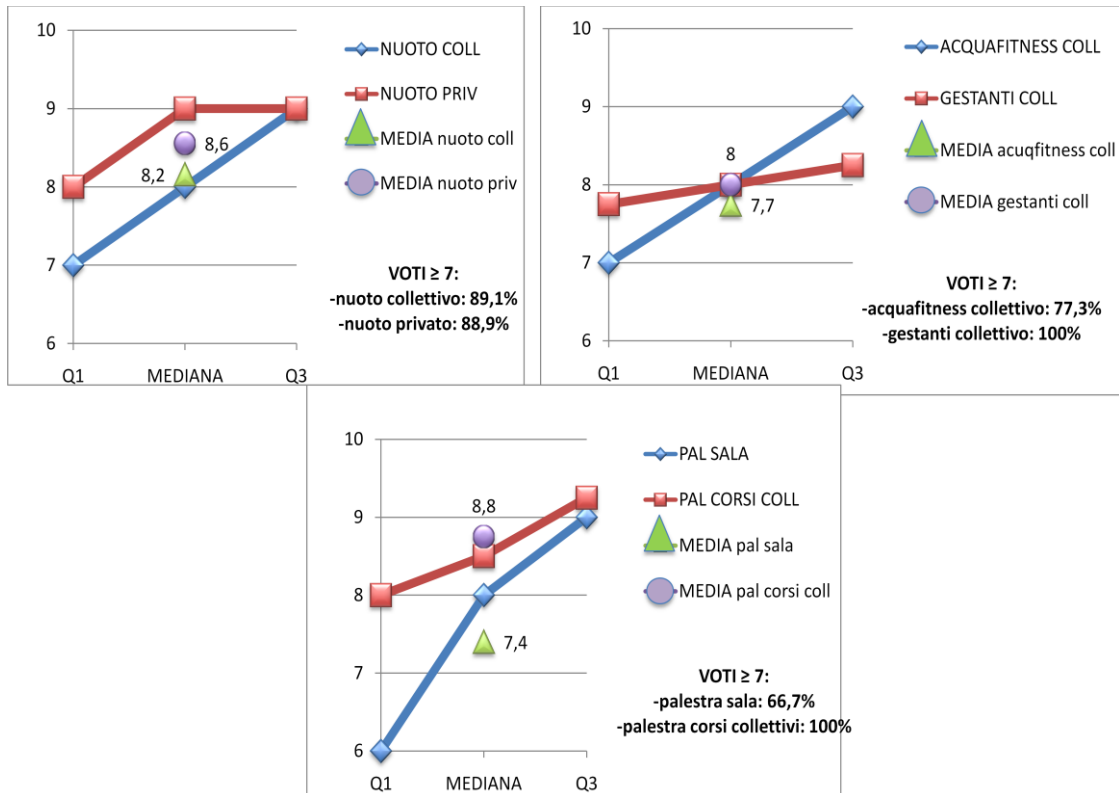 10
9
8
7
6
Q1
MEDIANA
Q3
8,2
8,6
NUOTO COLL
NUOTO PRIV
MEDIA nuoto coll
MEDIA nuoto priv
VOTI ≥ 7:
-nuoto collettivo: 89,1%
-nuoto privato: 88,9%
10
9
8
7
6
Q1
MEDIANA
Q3
8
7,7
ACQUAFITNESS COLL
GESTANTI COLL
MEDIA acuqfitness coll
MEDIA gestanti coll
VOTI ≥ 7:
-acquafitness collettivo: 77,3%
-gestanti collettivo: 100%
10
9
8
7
6
Q1
MEDIANA
Q3
8,8
7,4
PAL SALA
PAL CORSI COLL
MEDIA pal sala
MEDIA pal corsi coll
VOTI ≥ 7:
-palestra sala: 66,7%
-palestra corsi collettivi: 100%